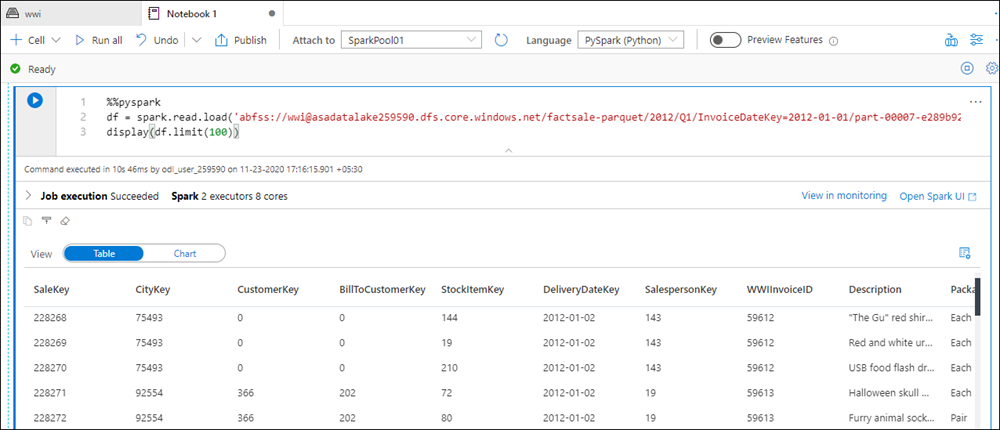 wwi Notebook 1
Cell Run all Undo Publish Attach to SparkPool01 Language PySpark (Python) Preview Features
Ready
1 %%pyspark
2 df = spark.read.load('abfss://wwi@asadatalake259590.dfs.core.windows.net/factsale-parquet/2012/Q1/InvoiceDateKey=2012-01-01/part-00007-e289b92
3 display(df.limit(100))
Command executed in 10s 46ms by odl_user_259590 on 11-23-2020 17:16:15.901 +05:30
Job execution Succeeded Spark 2 executors 8 cores View in monitoring Open Spark UI
View Table Chart
SaleKey CityKey CustomerKey BillToCustomerKey StockItemKey DeliveryDateKey SalespersonKey WWIInvoiceID Description Packa
228268 75493 0 0 144 2012-01-02 143 59612 "The Gu" red shir... Each
228269 75493 0 0 19 2012-01-02 143 59612 Red and white ur... Each
228270 75493 0 0 210 2012-01-02 143 59612 USB food flash dr... Each
228271 92554 366 202 72 2012-01-02 19 59613 Halloween skull ... Each
228272 92554 366 202 80 2012-01-02 19 59613 Furry animal sock... Pair